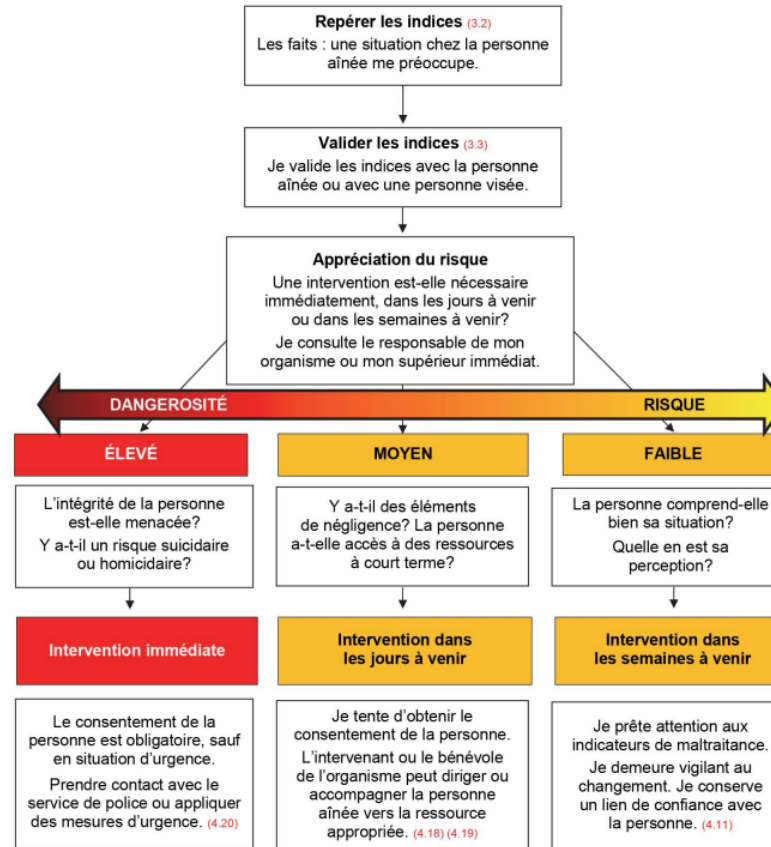 Repérer les indices (3.2)
Les faits : une situation chez la personne
aînée me préoccupe.
Valider les indices (3.3)
Je valide les indices avec la personne
aînée ou avec une personne visée.
Appréciation du risque
Une intervention est-elle nécessaire
immédiatement, dans les jours à venir
ou dans les semaines à venir?
Je consulte le responsable de mon
organisme ou mon supérieur immédiat.
DANGEROSITÉ
RISQUE
ÉLEVÉ
MOYEN
FAIBLE
L’intégrité de la personne
est-elle menacée?
Y a-t-il un risque suicidaire
ou homicidaire?
Y a-t-il des éléments
de négligence? La personne
a-t-elle accès à des ressources
à court terme?
La personne comprend-elle
bien sa situation?
Quelle en est sa
perception?
Intervention immédiate
Intervention dans
les jours à venir
Intervention dans
les semaines à venir
Le consentement de la
personne est obligatoire, sauf
en situation d’urgence.
Prendre contact avec le
service de police ou appliquer
des mesures d’urgence. (4.20)
Je tente d’obtenir le
consentement de la personne.
L’intervenant ou le bénévole
de l’organisme peut diriger ou
accompagner la personne
aînée vers la ressource
appropriée. (4.18) (4.19)
Je prête attention aux
indicateurs de maltraitance.
Je demeure vigilant au
changement. Je conserve
un lien de confiance avec
la personne. (4.11)